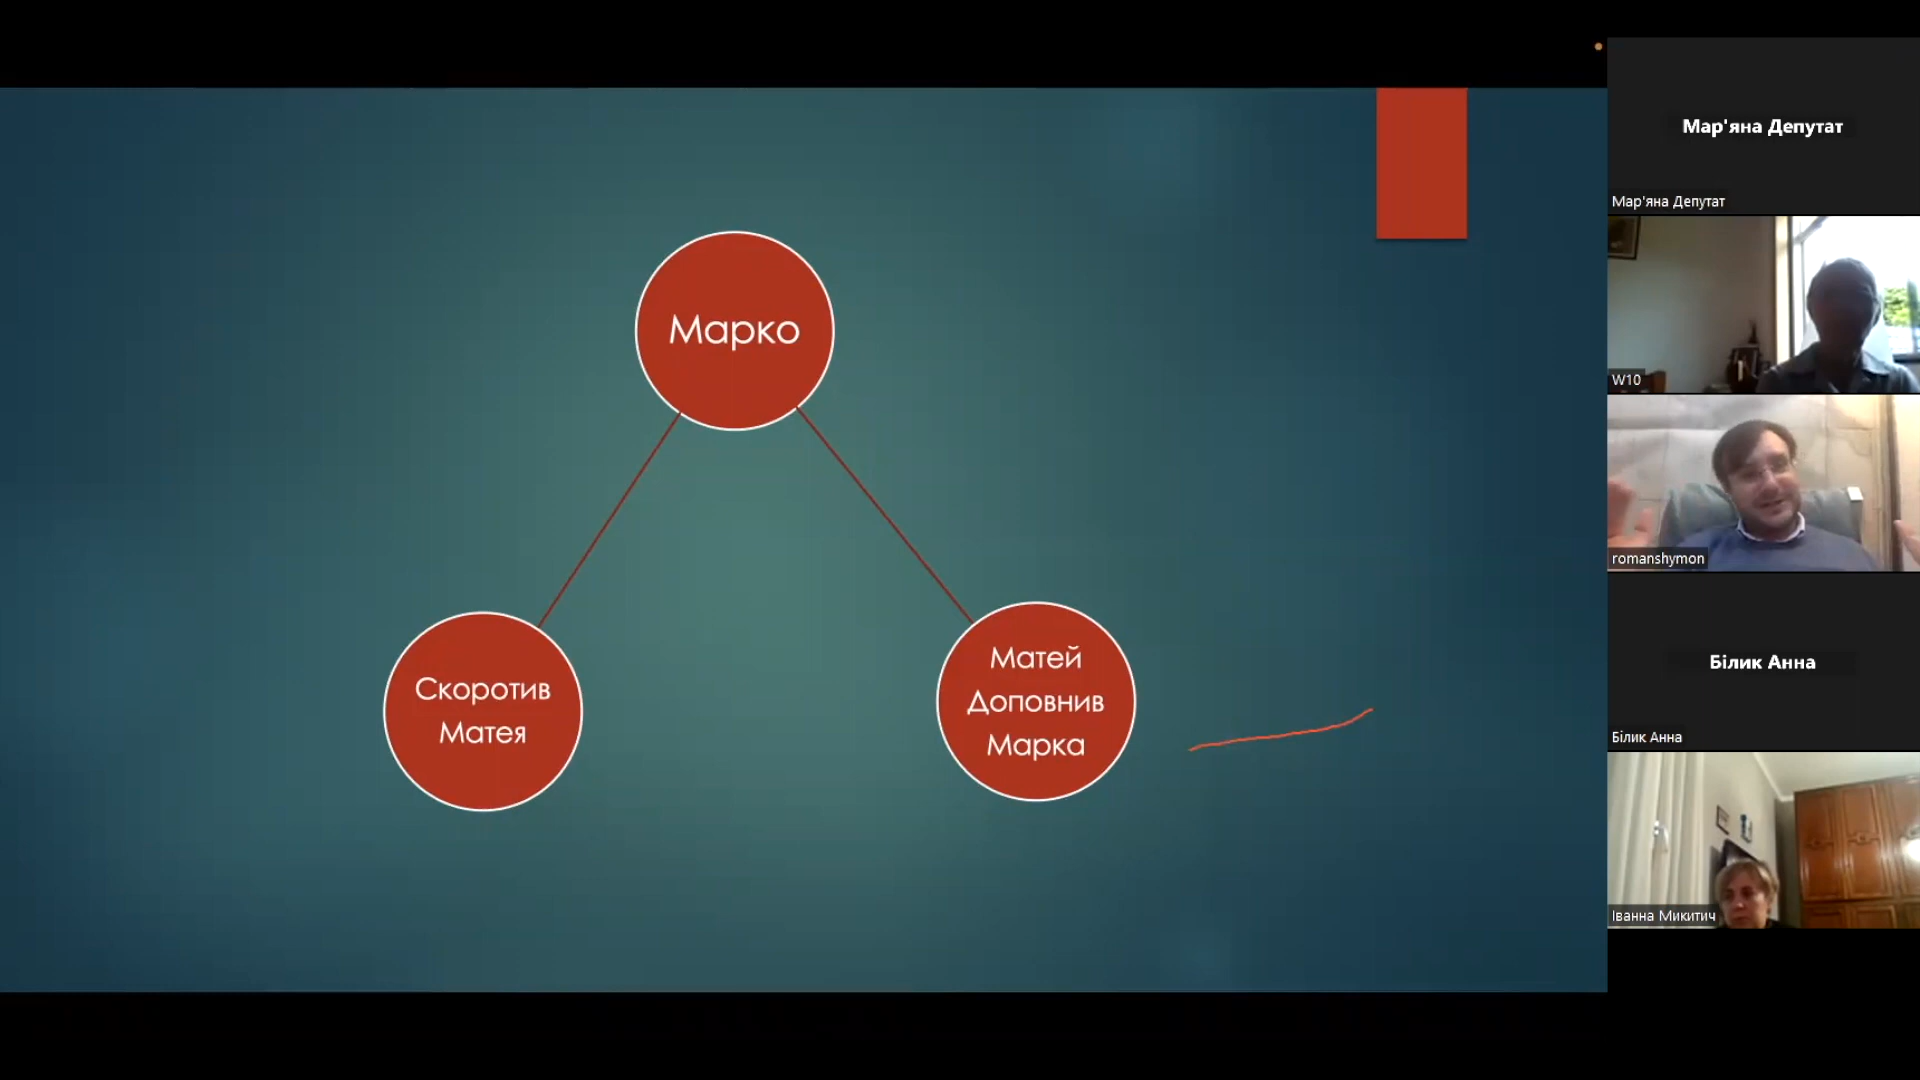 Марко
Скоротив
Матея
Матей
Доповнив
Марка
Мар'яна Депутат
Мар'яна Депутат
W10
romanshymon
Білик Анна
Білик Анна
Іванна Микитич